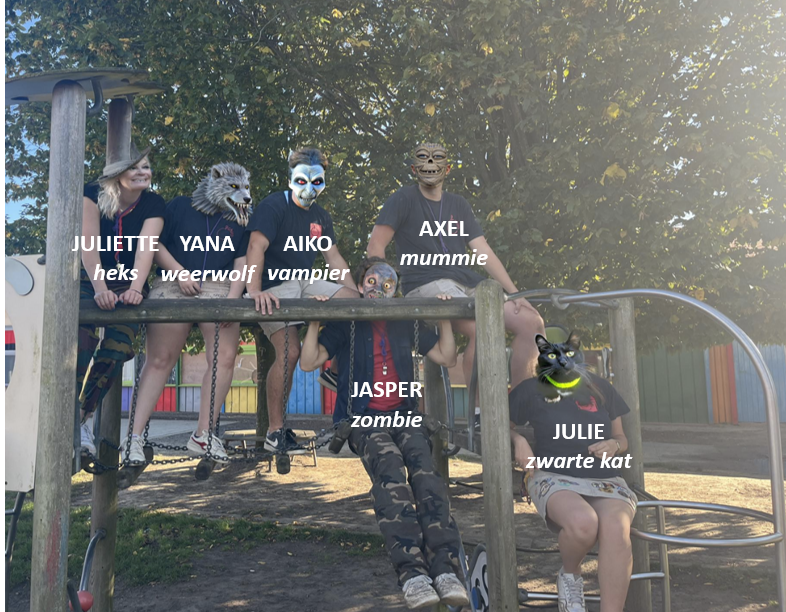 JULIETTE
heks
YANA
weerwolf
AIKO
vampier
AXEL
mummie
JASPER
zombie
JULIE
zwarte kat